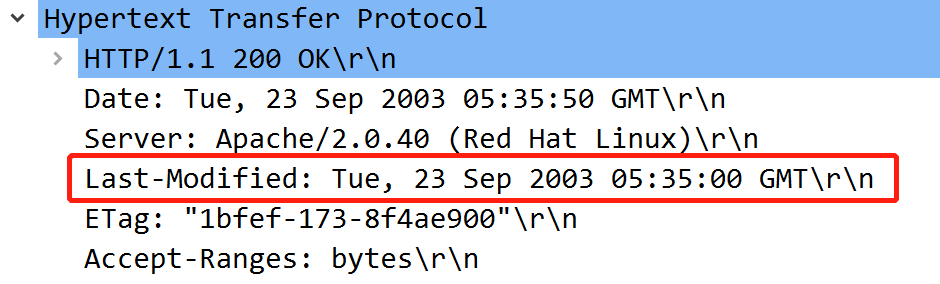 Hypertext Transfer Protocol
HTTP/1.1 200 OK\r\n
Date: Tue, 23 Sep 2003 05:35:50 GMT\r\n
Server: Apache/2.0.40 (Red Hat Linux)\r\n
Last-Modified: Tue, 23 Sep 2003 05:35:00 GMT\r\n
ETag: "1bfef-173-8f4ae900"\r\n
Accept-Ranges: bytes\r\n